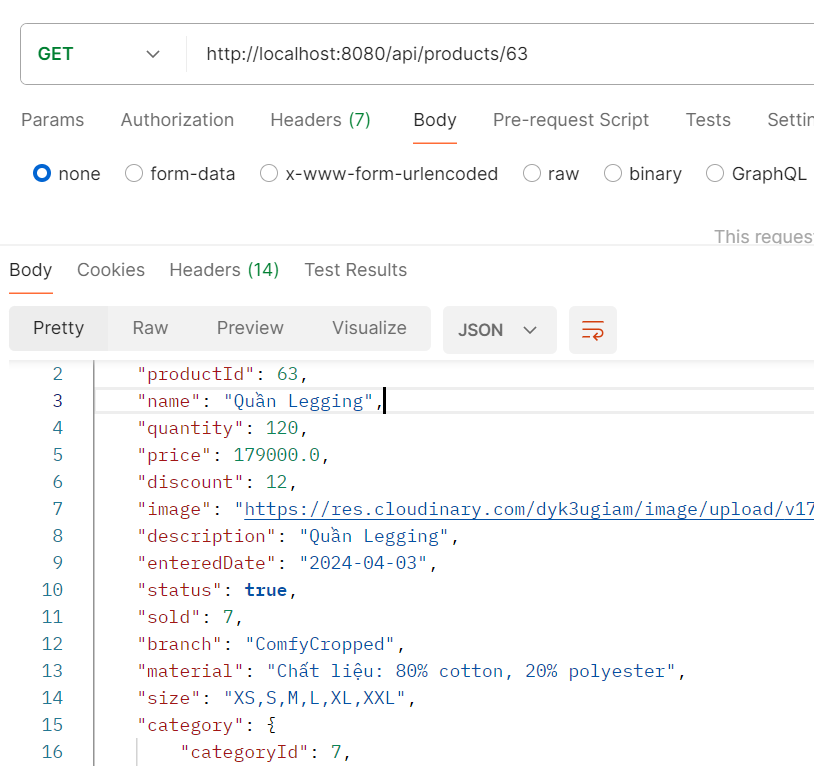 GET http://localhost:8080/api/products/63
Params Authorization Headers (7) Body Pre-request Script Tests Settin
none form-data x-www-form-urlencoded raw binary GraphQL
This reques
Body Cookies Headers (14) Test Results
Pretty Raw Preview Visualize JSON
2 "productId": 63,
3 "name": "Quần Legging",
4 "quantity": 120,
5 "price": 179000.0,
6 "discount": 12,
7 "image": "https://res.cloudinary.com/dyk3ugiam/image/upload/v17
8 "description": "Quần Legging",
9 "enteredDate": "2024-04-03",
10 "status": true,
11 "sold": 7,
12 "branch": "ComfyCropped",
13 "material": "Chất liệu: 80% cotton, 20% polyester",
14 "size": "XS,S,M,L,XL,XXL",
15 "category": {
16 "categoryId": 7,